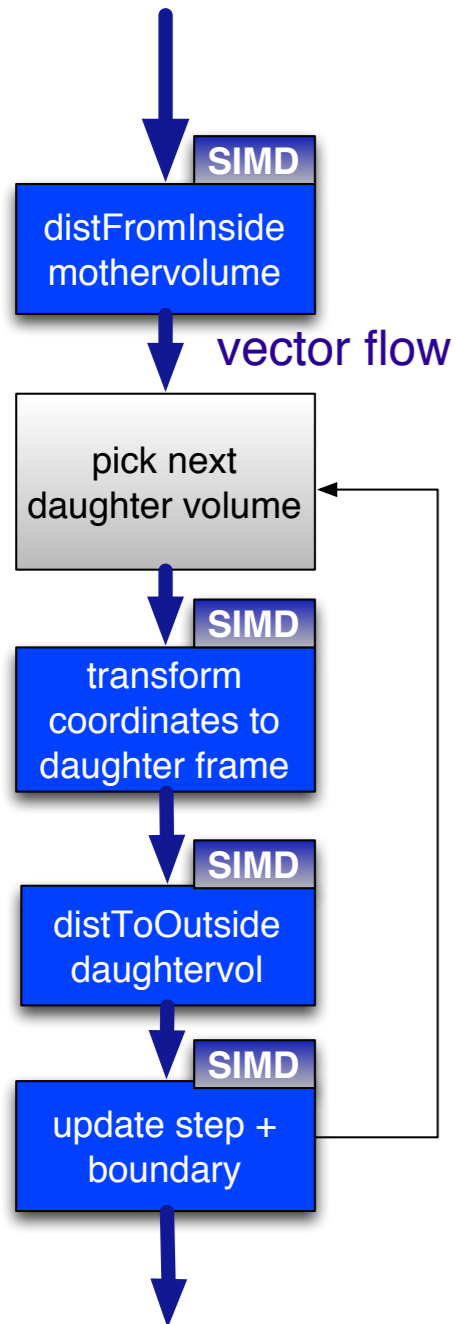 SIMD
distFromInside
mothervolume
vector flow
pick next
daughter volume
SIMD
transform
coordinates to
daughter frame
SIMD
distToOutside
daughtervol
SIMD
update step +
boundary